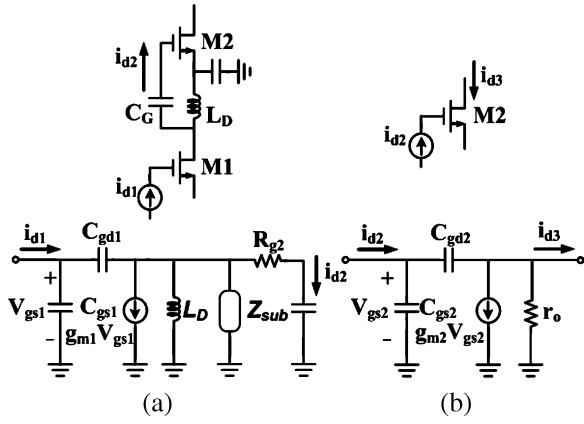 M2
i_d2
C_G
L_D
M1
i_d1
i_d3
M2
i_d2
i_d1
C_gd1
R_g2
i_d2
+
V_gs1
–
C_gs1
g_m1V_gs1
L_D
Z_sub
i_d2
C_gd2
i_d3
+
V_gs2
–
C_gs2
g_m2V_gs2
r_o
(a)
(b)